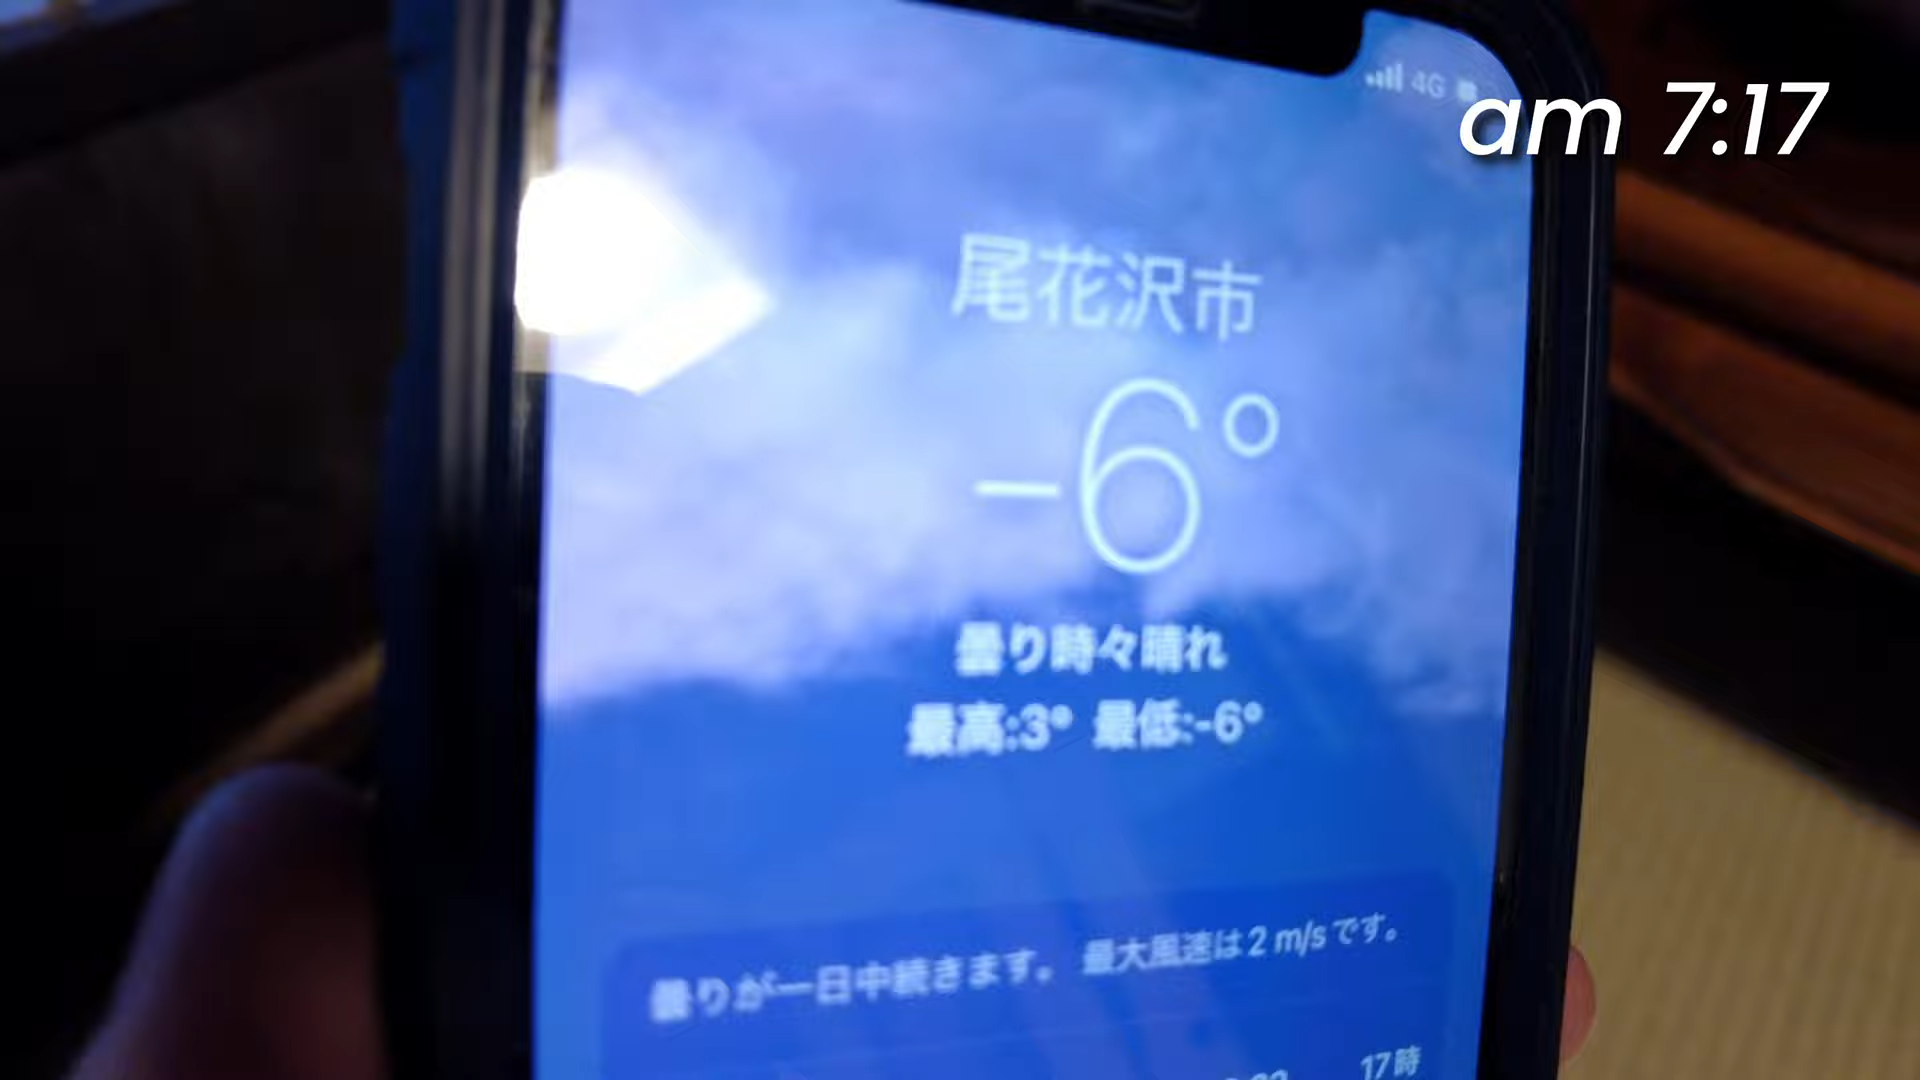 4G
am 7:17
尾花沢市
-6°
曇り時々晴れ
最高:3° 最低:-6°
曇りが一日中続きます。 最大風速は2 m/sです。
17時